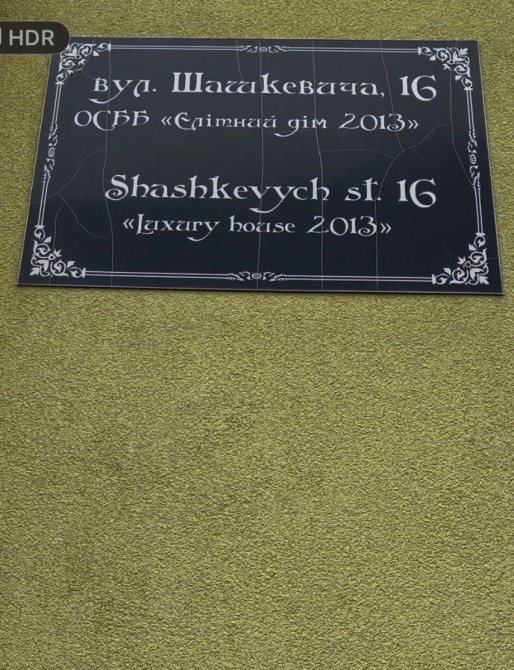 HDR
вул. Шашкевича, 16
ОСББ «Елітний дім 2013»
Shashkevych st. 16
«Luxury house 2013»